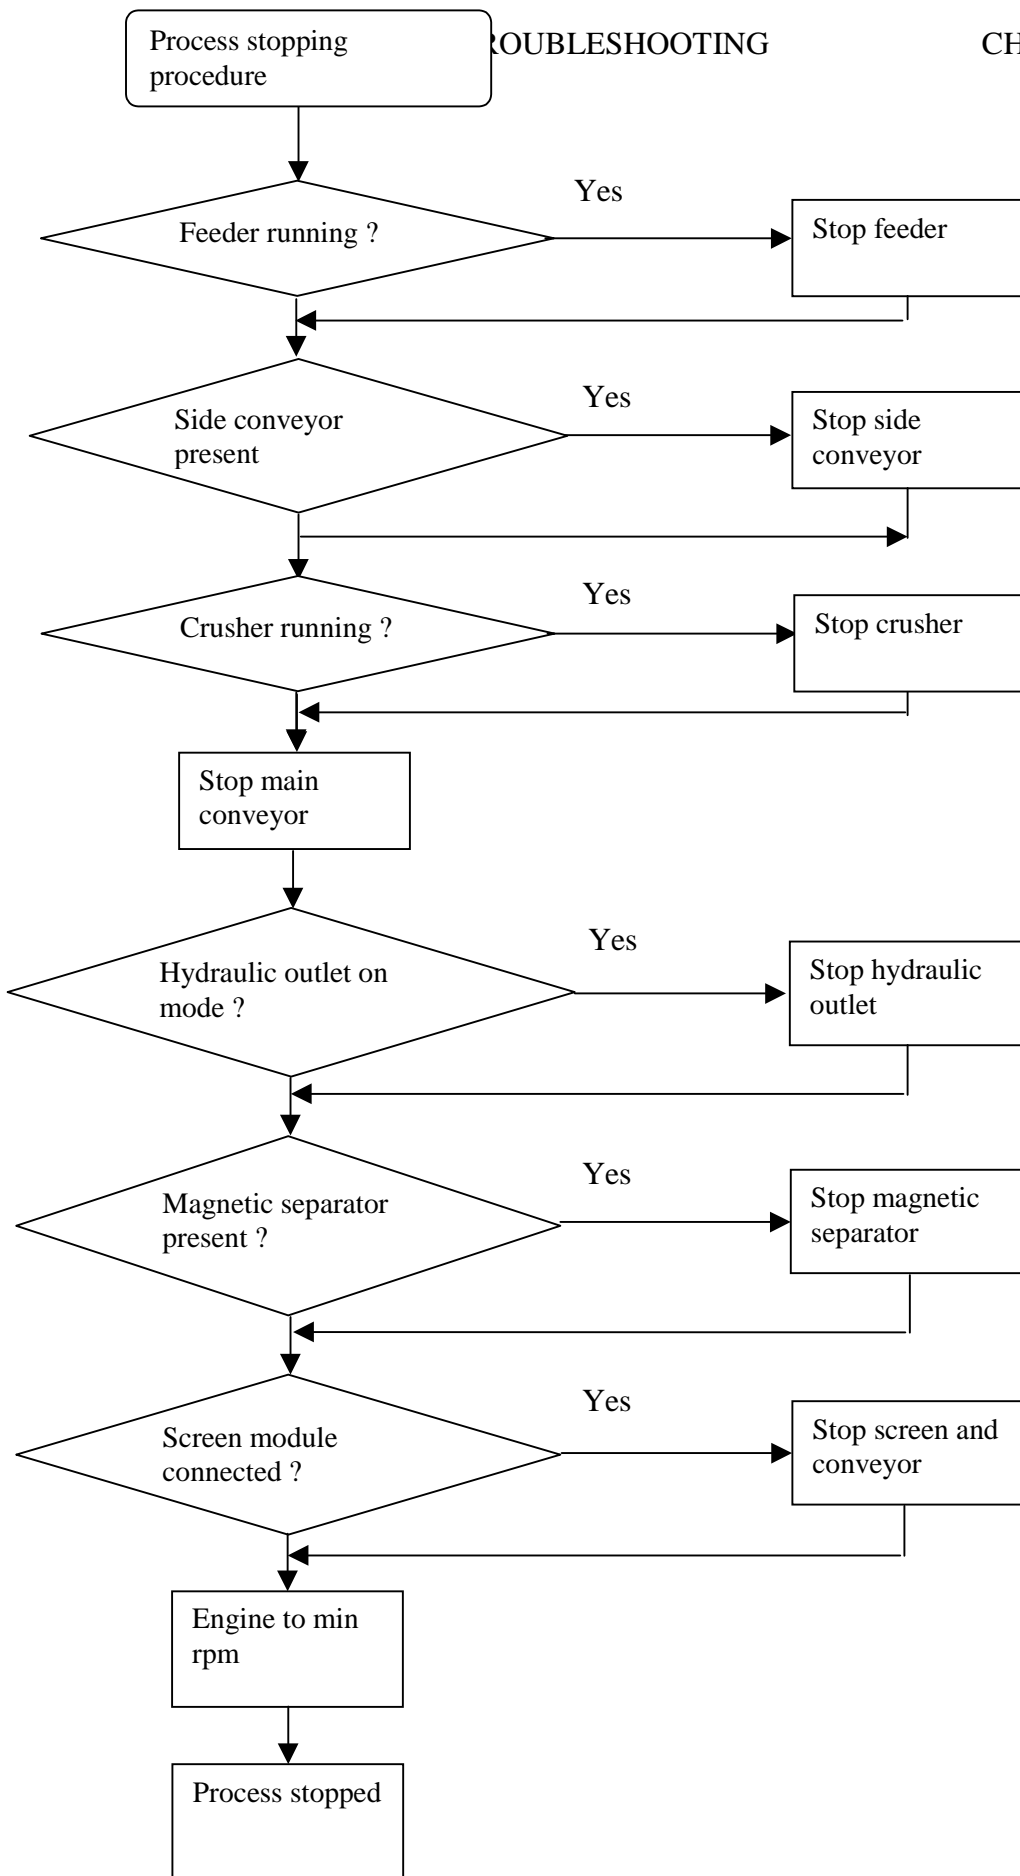 Process stopping
procedure
ROUBLESHOOTING
CH
Yes
Feeder running ?
Stop feeder
Yes
Side conveyor
present
Stop side
conveyor
Yes
Crusher running ?
Stop crusher
Stop main
conveyor
Yes
Hydraulic outlet on
mode ?
Stop hydraulic
outlet
Yes
Magnetic separator
present ?
Stop magnetic
separator
Yes
Screen module
connected ?
Stop screen and
conveyor
Engine to min
rpm
Process stopped